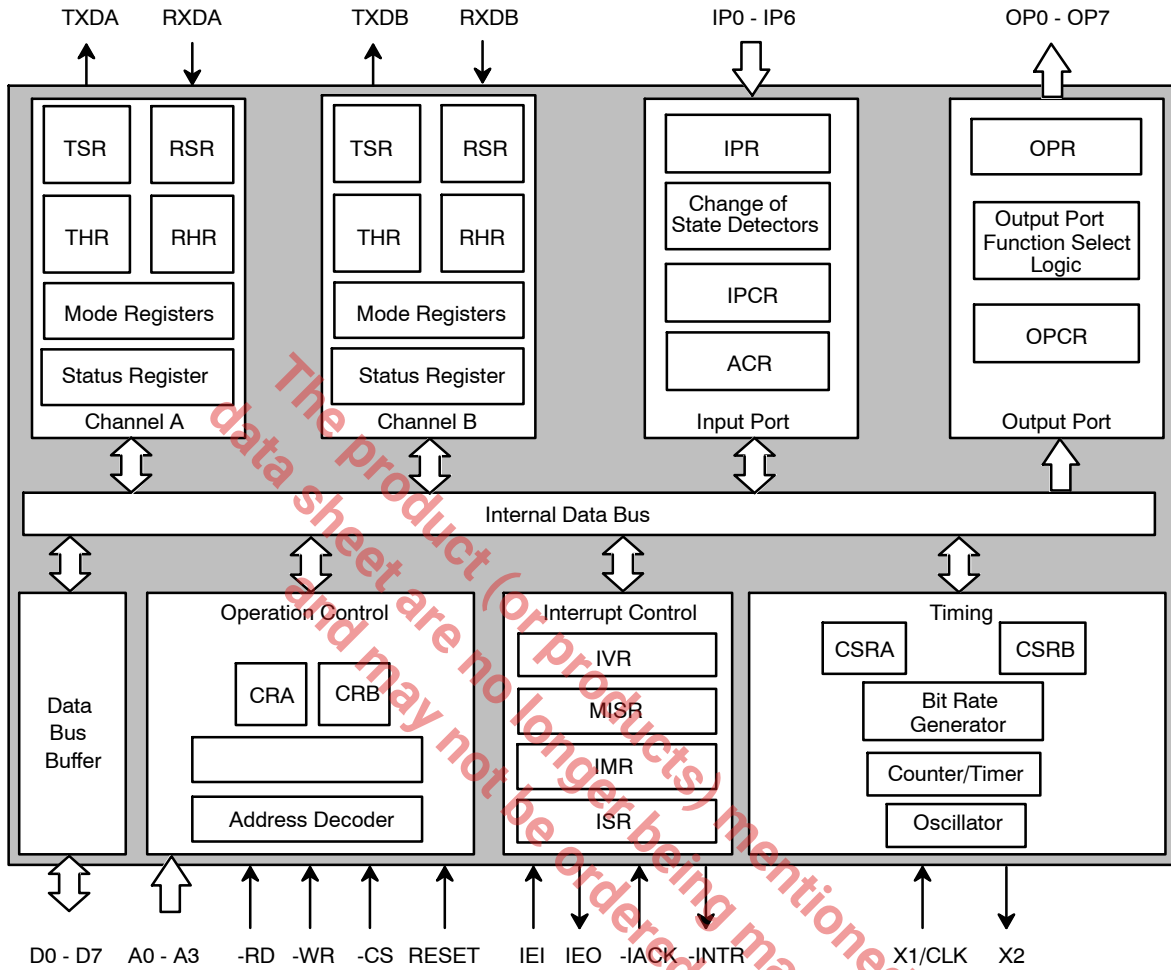 TXDA RXDA TXDB RXDB IP0 - IP6 OP0 - OP7
TSR RSR TSR RSR IPR OPR
THR RHR THR RHR
Change of
State Detectors
Output Port
Function Select
Logic
Mode Registers Mode Registers IPCR OPCR
Status Register Status Register ACR
Channel A Channel B Input Port Output Port
Internal Data Bus
Data
Bus
Buffer
Operation Control
CRA CRB
Address Decoder
Interrupt Control
IVR
MISR
IMR
ISR
Timing
CSRA CSRB
Bit Rate
Generator
Counter/Timer
Oscillator
D0 - D7 A0 - A3 -RD -WR -CS RESET IEI IEO -IACK -INTR X1/CLK X2
The product (or products) mentioned
data sheet are no longer being ma
and may not be ordered